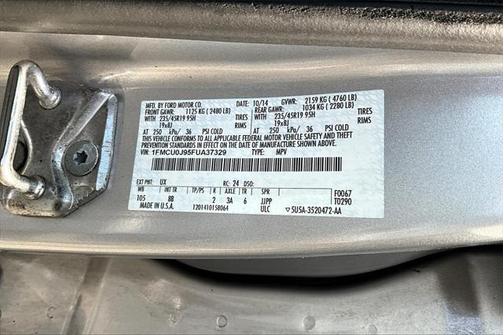 MFD. BY FORD MOTOR CO.
DATE: 10/14 GVWR: 2159 KG (4760 LB)
FRONT GAWR: 1125 KG (2480 LB) REAR GAWR: 1034 KG (2280 LB)
235/45R19 95H TIRES 235/45R19 95H TIRES
19x8J RIMS 19x8J RIMS
AT 250 kPa/ 36 PSI COLD AT 250 kPa/ 36 PSI COLD
THIS VEHICLE CONFORMS TO ALL APPLICABLE FEDERAL MOTOR VEHICLE SAFETY AND THEFT PREVENTION STANDARDS IN EFFECT ON THE DATE OF MANUFACTURE SHOWN ABOVE.
VIN: 1FMCU0J95FUA37329 TYPE: MPV
EXT PNT: UX RC: 24 DSO:
WB BRK INT TR TP/PS R AXLE TR SPR F0067
105 BB 2 3A 6 JJPP T0290
MADE IN U.S.A. 1201410158064 ULC 5U5A-3520472-AA